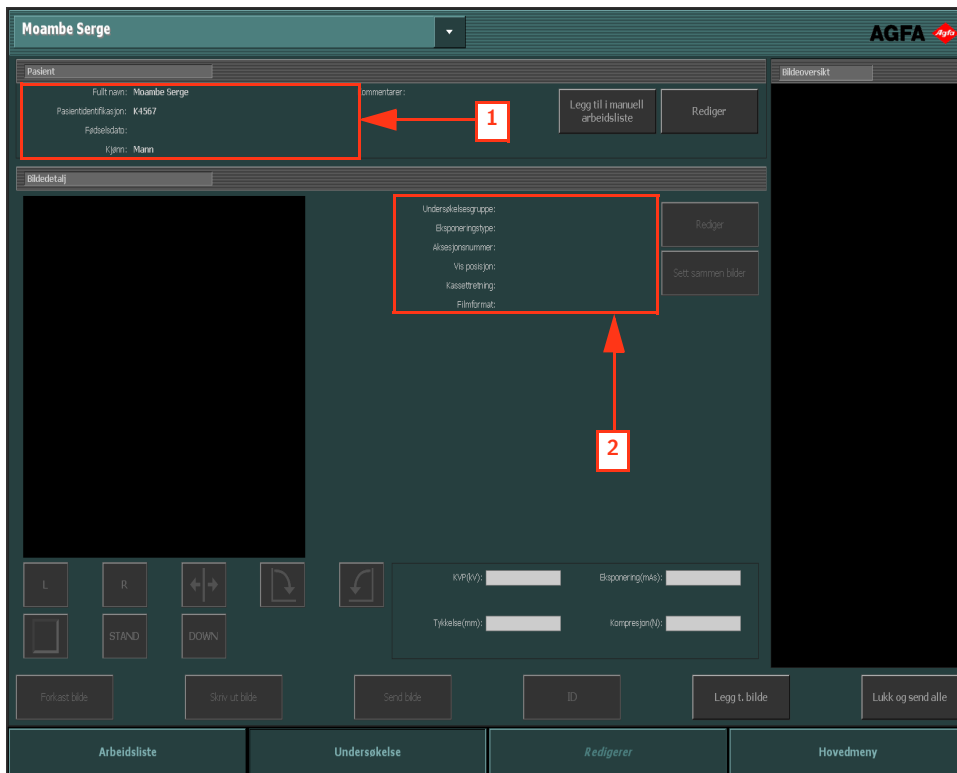 Moambe Serge
AGFA
Agfa
Pasient
Bildeoversikt
Fullt navn: Moambe Serge
ommentarer:
Pasientidentifikasjon: K4567
Fødselsdato:
Kjønn: Mann
1
Legg til i manuell
arbeidsliste
Rediger
Bildedetalj
Undersøkelsesgruppe:
Eksponeringstype:
Aksesjonsnummer:
Vis posisjon:
Kassettretning:
Filmformat:
Rediger
Sett sammen bilder
2
L
R
STAND
DOWN
KVP(kV):
Eksponering(mAs):
Tykkelse(mm):
Kompresjon(N):
Forkast bilde
Skriv ut bilde
Send bilde
ID
Legg t. bilde
Lukk og send alle
Arbeidsliste
Undersøkelse
Redigerer
Hovedmeny